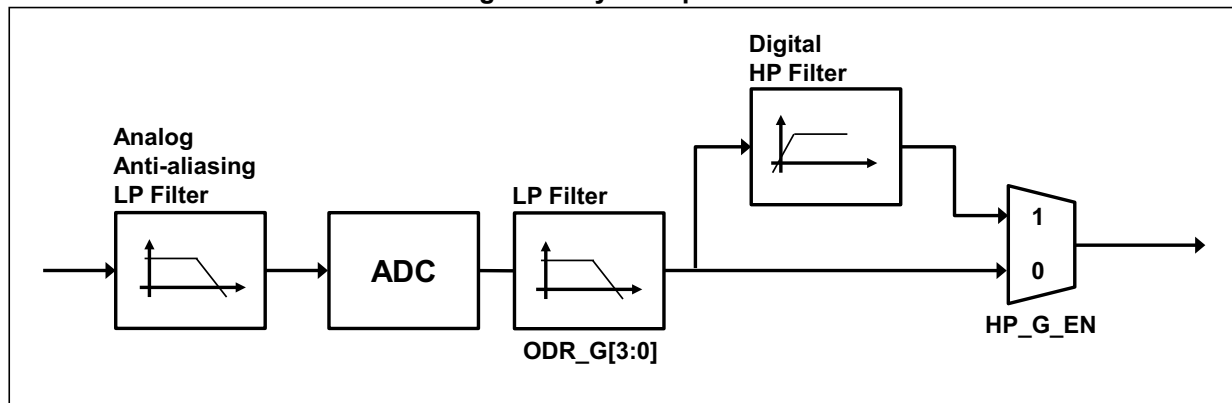 Digital
HP Filter
Analog
Anti-aliasing
LP Filter
LP Filter
ADC
1
0
HP_G_EN
ODR_G[3:0]